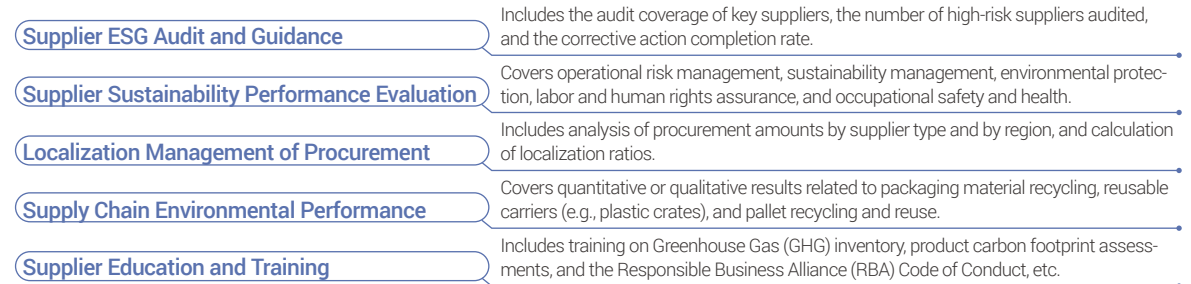 Supplier ESG Audit and Guidance
Includes the audit coverage of key suppliers, the number of high-risk suppliers audited,
and the corrective action completion rate.
Supplier Sustainability Performance Evaluation
Covers operational risk management, sustainability management, environmental protec-
tion, labor and human rights assurance, and occupational safety and health.
Localization Management of Procurement
Includes analysis of procurement amounts by supplier type and by region, and calculation
of localization ratios.
Supply Chain Environmental Performance
Covers quantitative or qualitative results related to packaging material recycling, reusable
carriers (e.g., plastic crates), and pallet recycling and reuse.
Supplier Education and Training
Includes training on Greenhouse Gas (GHG) inventory, product carbon footprint assess-
ments, and the Responsible Business Alliance (RBA) Code of Conduct, etc.